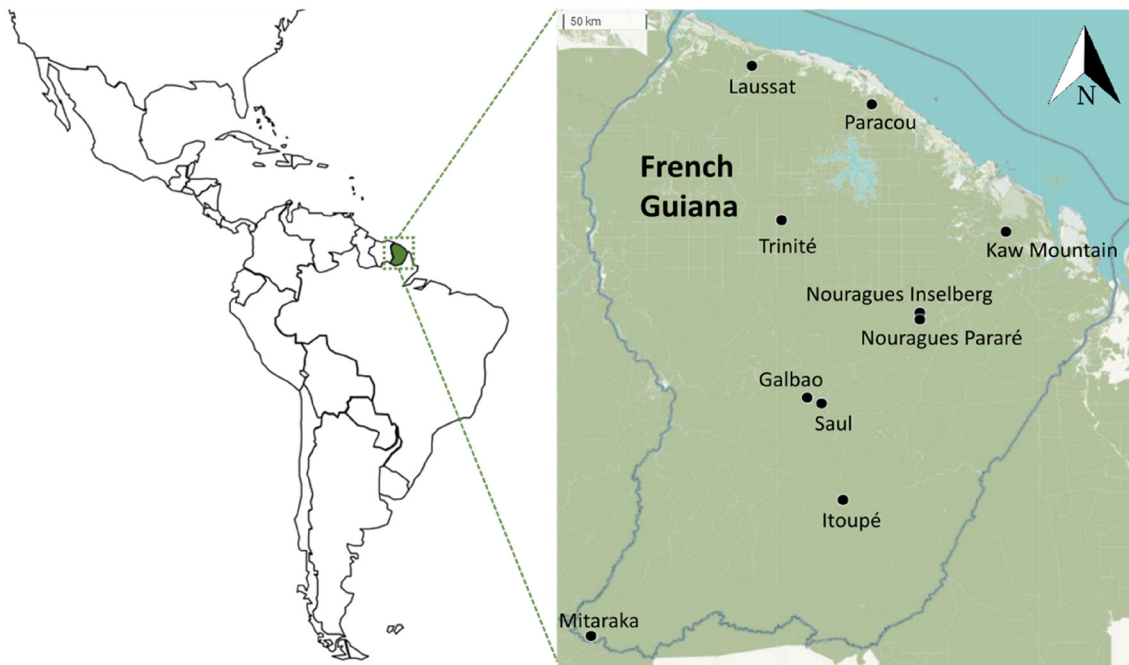 50 km
N
Laussat
Paracou
French
Guiana
Trinité
Kaw Mountain
Nouragues Inselberg
Nouragues Pararé
Galbao
Saul
Itoupé
Mitaraka